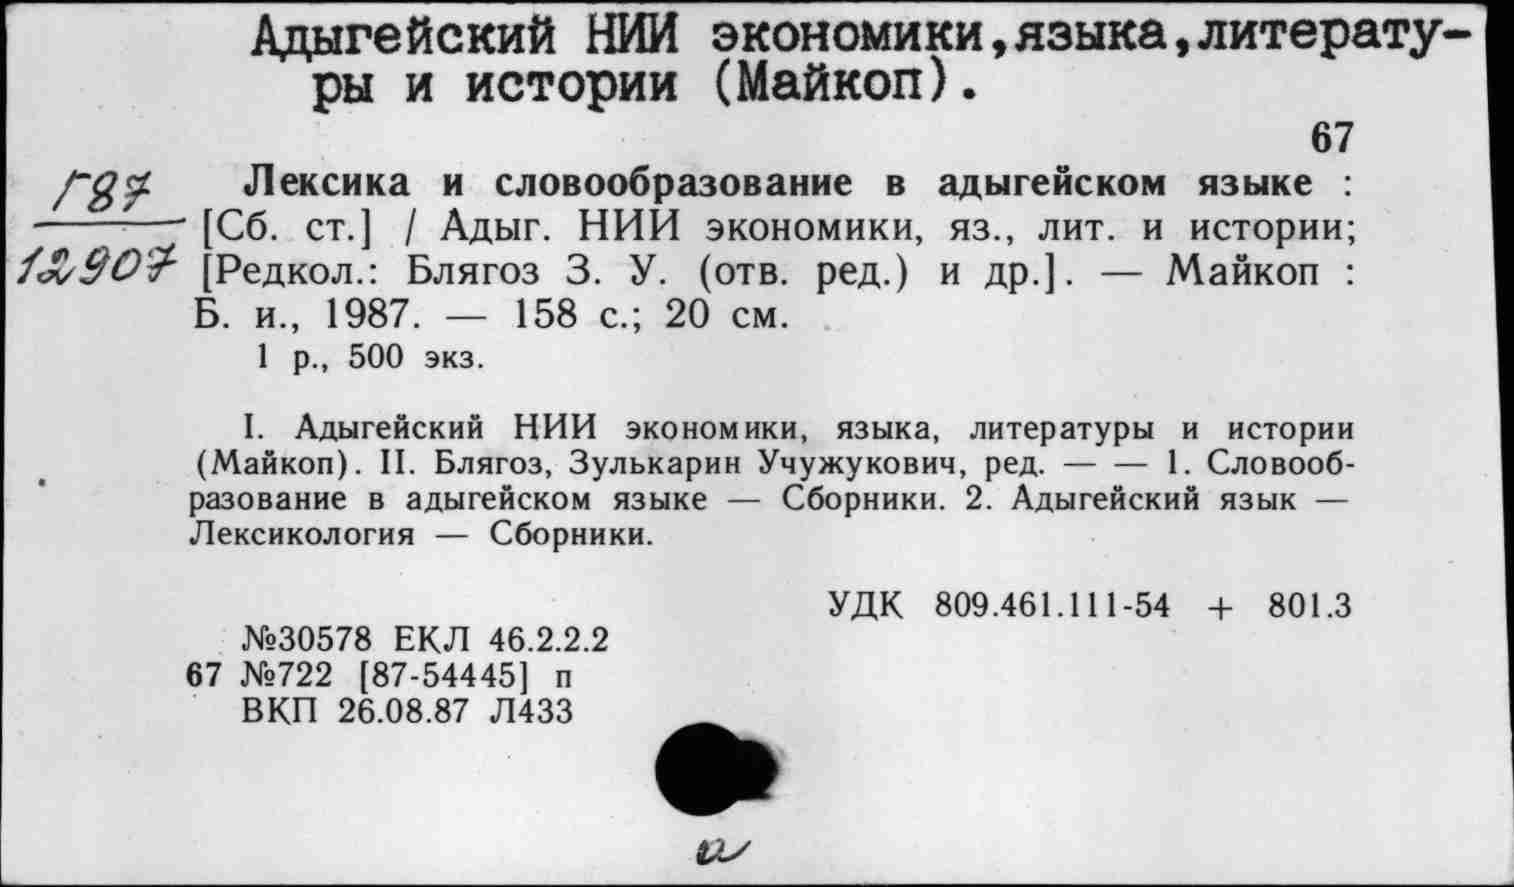 Адыгейский НИИ экономики,языка,литерату-
ры и истории (Майкоп).
67
Г87
12907
Лексика и словообразование в адыгейском языке :
[Сб. ст.] / Адыг. НИИ экономики, яз., лит. и истории;
[Редкол.: Блягоз З. У. (отв. ред.) и др.]. — Майкоп :
Б. и., 1987. — 158 с.; 20 см.
1 р., 500 экз.
I. Адыгейский НИИ экономики, языка, литературы и истории
(Майкоп). II. Блягоз, Зулькарин Учужукович, ред. — — 1. Словооб-
разование в адыгейском языке — Сборники. 2. Адыгейский язык —
Лексикология — Сборники.
УДК 809.461.111-54 + 801.3
№30578 ЕКЛ 46.2.2.2
67 №722 [87-54445] п
ВКП 26.08.87 Л433